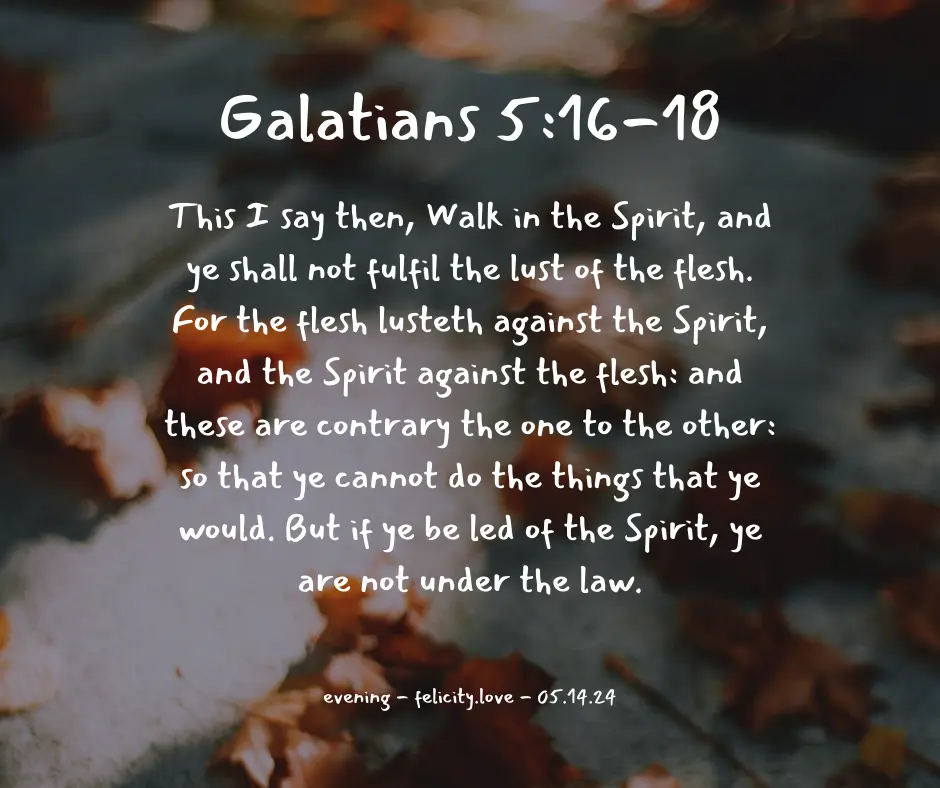 Galatians 5:16-18
This I say then, Walk in the Spirit, and
ye shall not fulfil the lust of the flesh.
For the flesh lusteth against the Spirit,
and the Spirit against the flesh: and
these are contrary the one to the other:
so that ye cannot do the things that ye
would. But if ye be led of the Spirit, ye
are not under the law.
evening - felicity.love - 05.14.24